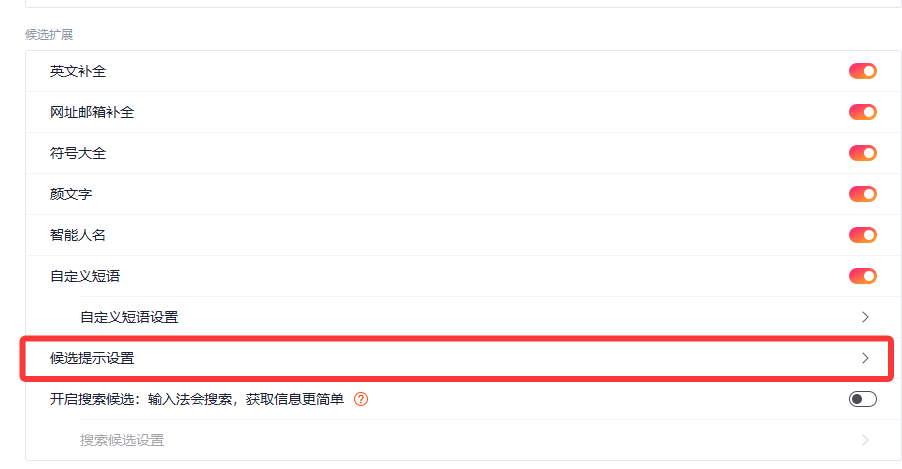 候选扩展
英文补全
网址邮箱补全
符号大全
颜文字
智能人名
自定义短语
自定义短语设置
候选提示设置
开启搜索候选：输入法会搜索，获取信息更简单 ?
搜索候选设置